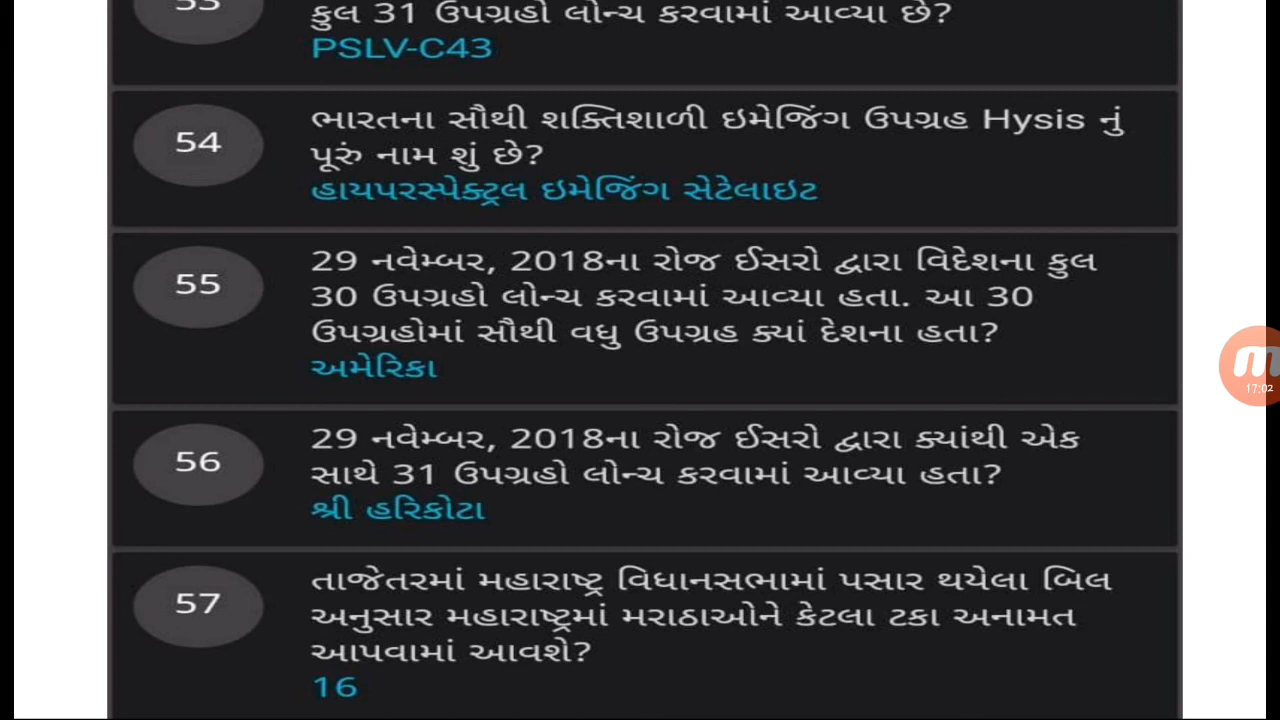 53
કુલ 31 ઉપગ્રહો લોન્ચ કરવામાં આવ્યા છે?
PSLV-C43
54
ભારતના સૌથી શક્તિશાળી ઇમેજિંગ ઉપગ્રહ Hysis નું
પૂરું નામ શું છે?
હાયપરસ્પેક્ટ્રલ ઇમેજિંગ સેટેલાઇટ
55
29 નવેમ્બર, 2018ના રોજ ઈસરો દ્વારા વિદેશના કુલ
30 ઉપગ્રહો લોન્ચ કરવામાં આવ્યા હતા. આ 30
ઉપગ્રહોમાં સૌથી વધુ ઉપગ્રહ ક્યાં દેશના હતા?
અમેરિકા
56
29 નવેમ્બર, 2018ના રોજ ઈસરો દ્વારા ક્યાંથી એક
સાથે 31 ઉપગ્રહો લોન્ચ કરવામાં આવ્યા હતા?
શ્રી હરિકોટા
57
તાજેતરમાં મહારાષ્ટ્ર વિધાનસભામાં પસાર થયેલા બિલ
અનુસાર મહારાષ્ટ્રમાં મરાઠાઓને કેટલા ટકા અનામત
આપવામાં આવશે?
16
17:02